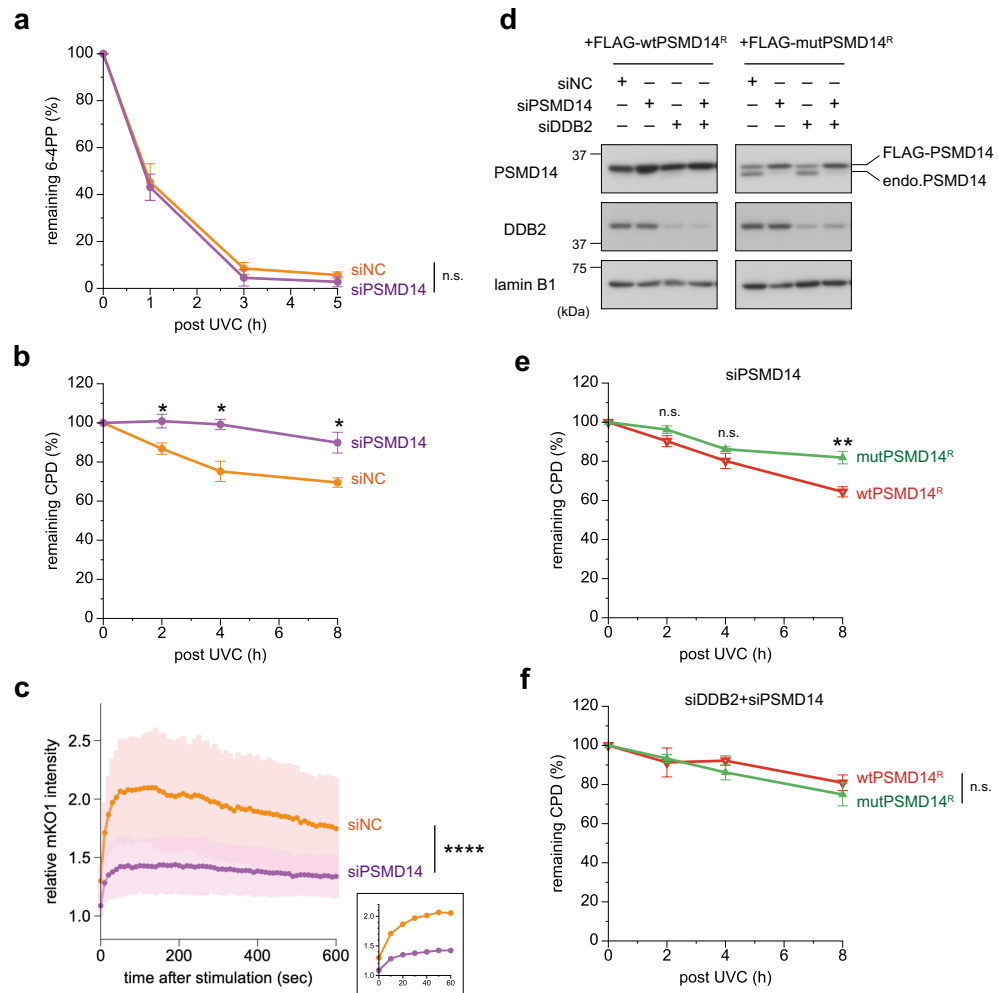 a
100
80
60
40
20
0
remaining 6-4PP (%)
0 1 2 3 4 5
post UVC (h)
siNC
siPSMD14
n.s.
b
120
100
80
60
40
20
0
remaining CPD (%)
0 2 4 6 8
post UVC (h)
* * *
siPSMD14
siNC
c
2.5
2.0
1.5
1.0
relative mKO1 intensity
0 200 400 600
time after stimulation (sec)
siNC
siPSMD14
****
2.0
1.5
1.0
0 20 40 60
d
+FLAG-wtPSMD14ᴿ +FLAG-mutPSMD14ᴿ
siNC + – – – + – – –
siPSMD14 – + – + – + – +
siDDB2 – – + + – – + +
PSMD14 37
FLAG-PSMD14
endo.PSMD14
DDB2
37
75
lamin B1
(kDa)
e
siPSMD14
120
100
80
60
40
20
0
remaining CPD (%)
0 2 4 6 8
post UVC (h)
n.s. n.s. **
mutPSMD14ᴿ
wtPSMD14ᴿ
f
siDDB2+siPSMD14
120
100
80
60
40
20
0
remaining CPD (%)
0 2 4 6 8
post UVC (h)
wtPSMD14ᴿ
mutPSMD14ᴿ
n.s.